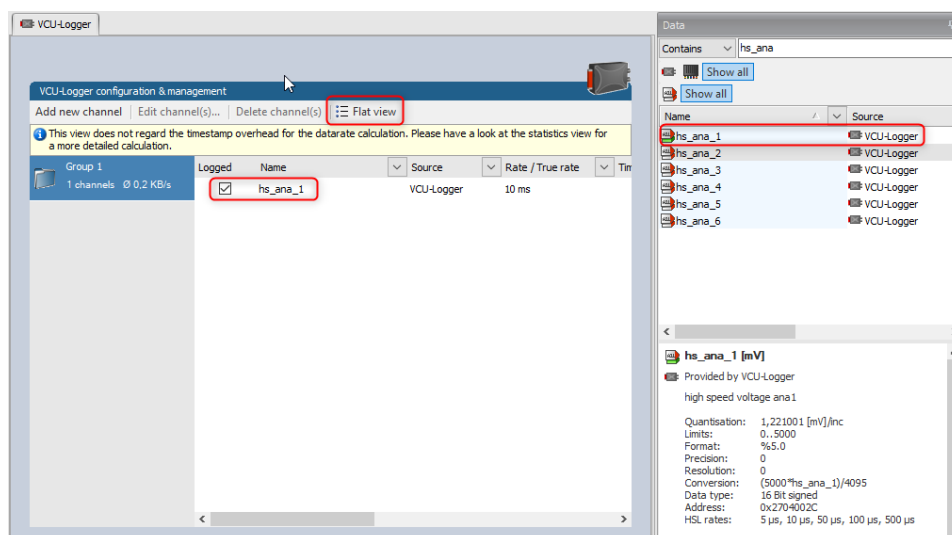 VCU-Logger
VCU-Logger configuration & management
Add new channel
Edit channel(s)...
Delete channel(s)
Flat view
This view does not regard the timestamp overhead for the datarate calculation. Please have a look at the statistics view for
a more detailed calculation.
Group 1
1 channels Ø 0,2 KB/s
Logged Name Source Rate / True rate Tim
hs_ana_1 VCU-Logger 10 ms
Data
Contains hs_ana
Show all
Show all
Name Source
hs_ana_1 VCU-Logger
hs_ana_2 VCU-Logger
hs_ana_3 VCU-Logger
hs_ana_4 VCU-Logger
hs_ana_5 VCU-Logger
hs_ana_6 VCU-Logger
hs_ana_1 [mV]
Provided by VCU-Logger
high speed voltage ana1
Quantisation: 1,221001 [mV]/inc
Limits: 0..5000
Format: %5.0
Precision: 0
Resolution: 0
Conversion: (5000*hs_ana_1)/4095
Data type: 16 Bit signed
Address: 0x2704002C
HSL rates: 5 µs, 10 µs, 50 µs, 100 µs, 500 µs